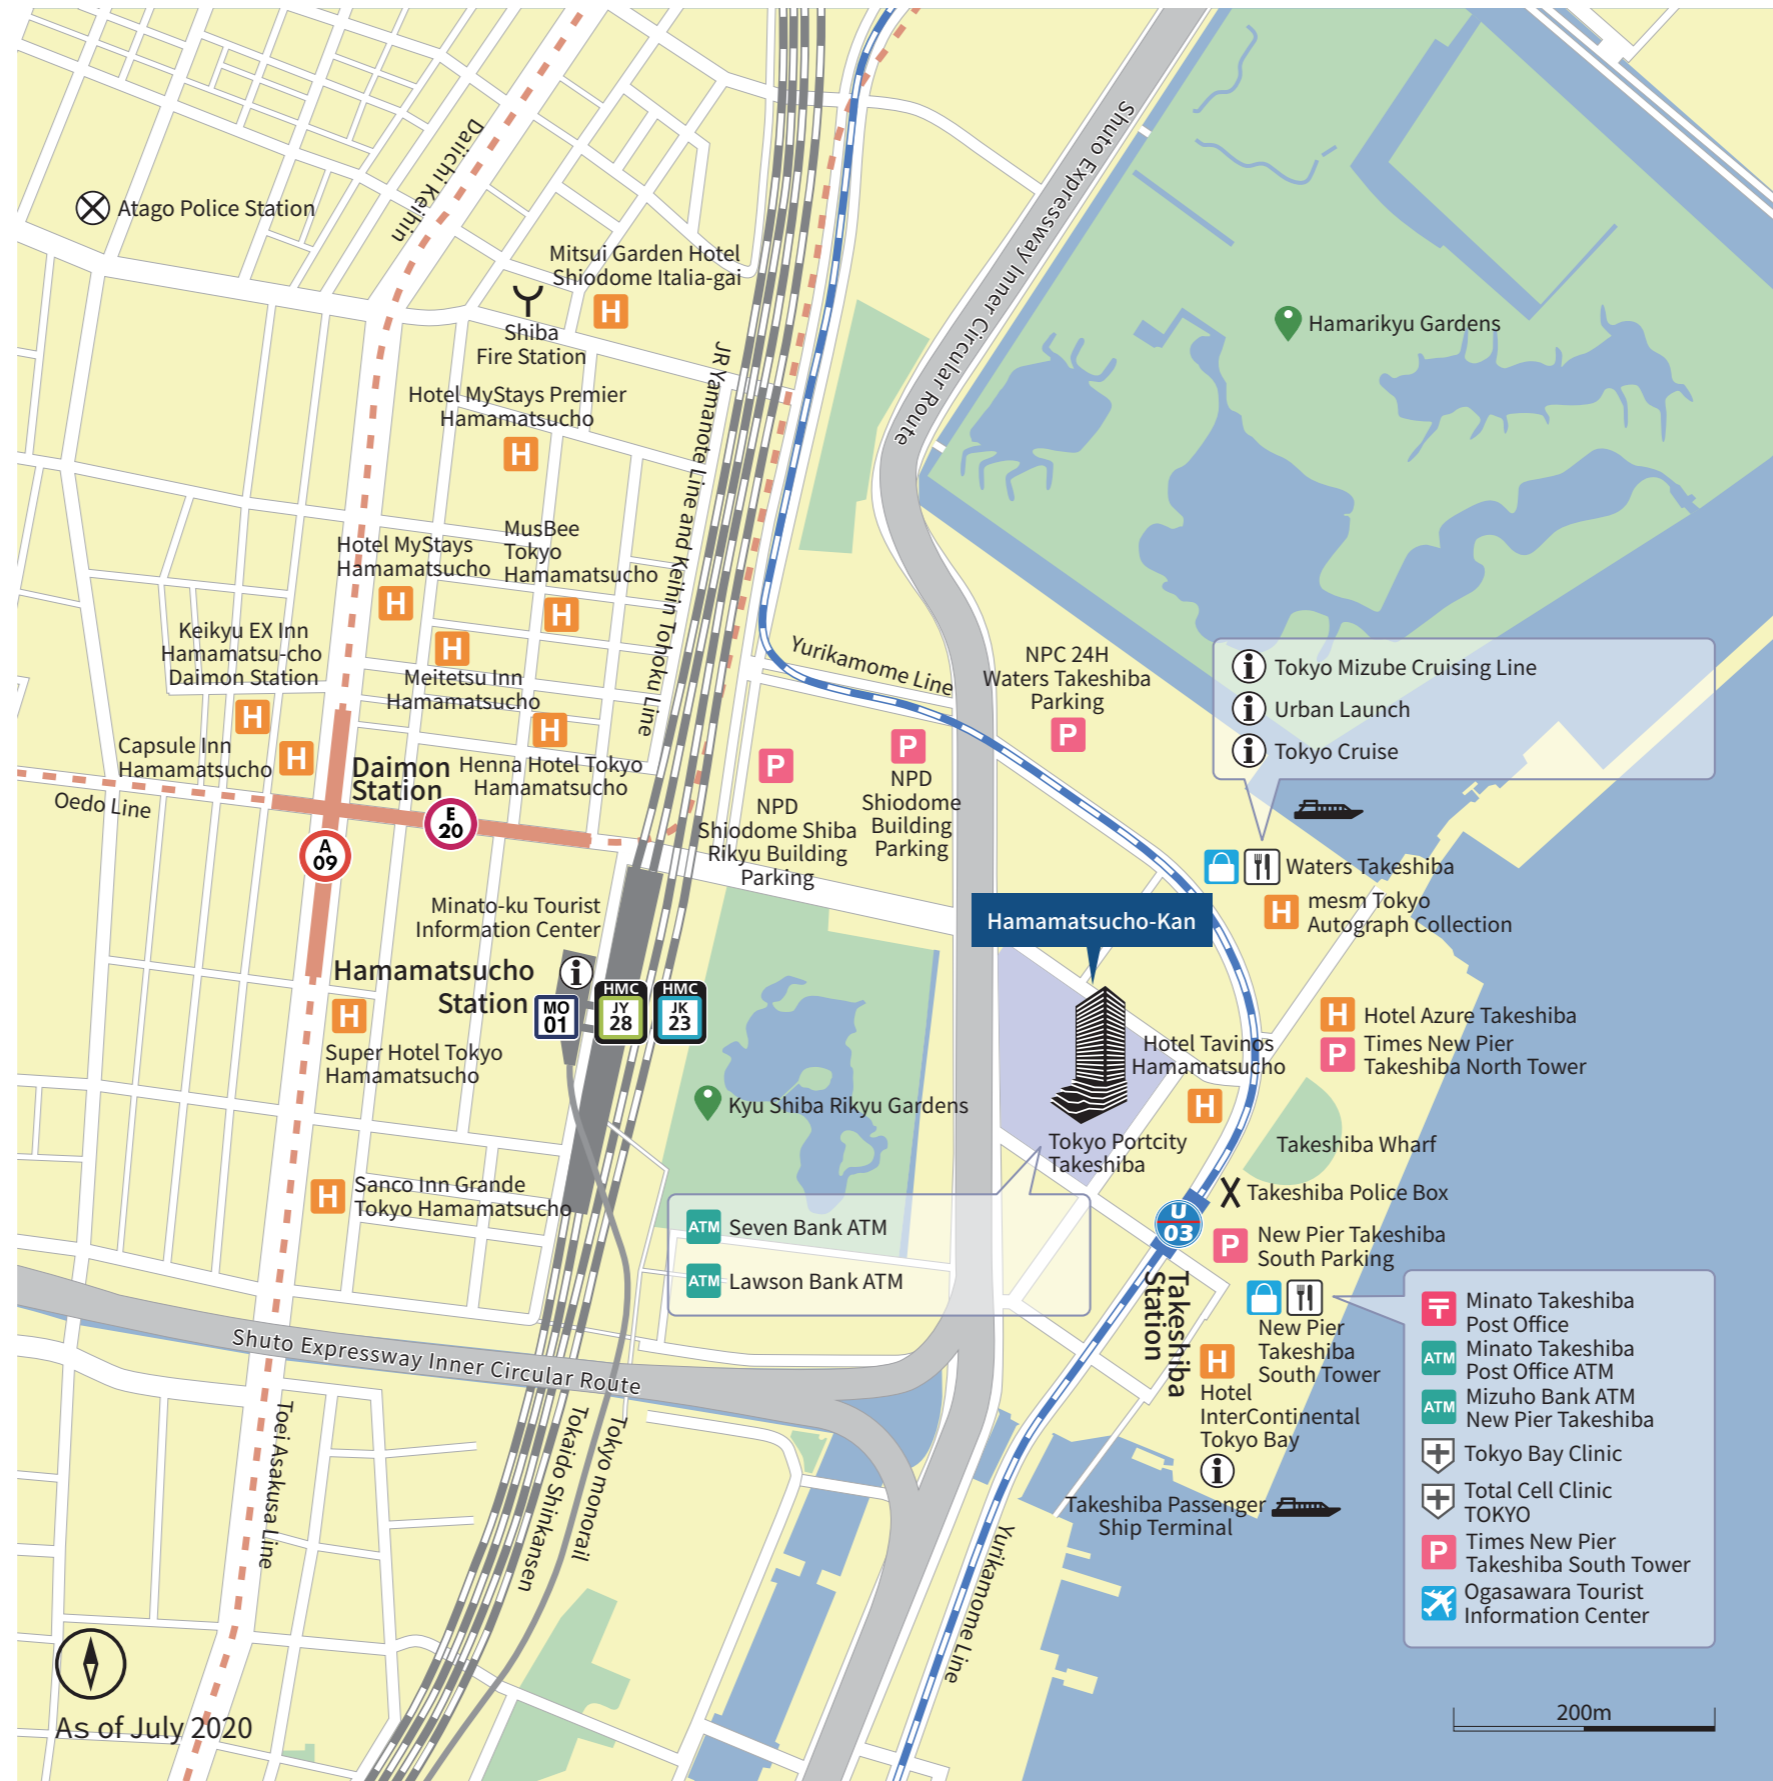 Daiichi Keihin
Shuto Expressway Inner Circular Route
Atago Police Station
Mitsui Garden Hotel
Shiodome Italia-gai
H
Shiba
Fire Station
Hamarikyu Gardens
JR Yamanote Line and Keihin Tohoku Line
Hotel MyStays Premier
Hamamatsucho
H
MusBee
Tokyo
Hamamatsucho
H
Hotel MyStays
Hamamatsucho
H
Keikyu EX Inn
Hamamatsu-cho
Daimon Station
H
H
Meitetsu Inn
Hamamatsucho
Yurikamome Line
NPC 24H
Waters Takeshiba
Parking
P
i Tokyo Mizube Cruising Line
i Urban Launch
i Tokyo Cruise
Capsule Inn
Hamamatsucho
H
H
Henna Hotel Tokyo
Hamamatsucho
Daimon
Station
E
20
A
09
Oedo Line
P
NPD
Shiodome Shiba
Rikyu Building
Parking
P
NPD
Shiodome
Building
Parking
Waters Takeshiba
H mesm Tokyo
Autograph Collection
Hamamatsucho-Kan
Minato-ku Tourist
Information Center
i
Hamamatsucho
Station
MO
01
HMC
JY
28
HMC
JK
23
H
Super Hotel Tokyo
Hamamatsucho
H Hotel Azure Takeshiba
P Times New Pier
Takeshiba North Tower
Hotel Tavinos
Hamamatsucho
H
Kyu Shiba Rikyu Gardens
Tokyo Portcity
Takeshiba
Takeshiba Wharf
Takeshiba Police Box
H Sanco Inn Grande
Tokyo Hamamatsucho
ATM Seven Bank ATM
ATM Lawson Bank ATM
U
03
Takeshiba
Station
P New Pier Takeshiba
South Parking
New Pier
Takeshiba
South Tower
H
Hotel
InterContinental
Tokyo Bay
i
Takeshiba Passenger
Ship Terminal
〒 Minato Takeshiba
Post Office
ATM Minato Takeshiba
Post Office ATM
ATM Mizuho Bank ATM
New Pier Takeshiba
Tokyo Bay Clinic
Total Cell Clinic
TOKYO
P Times New Pier
Takeshiba South Tower
Ogasawara Tourist
Information Center
Shuto Expressway Inner Circular Route
Toei Asakusa Line
Tokaido Shinkansen
Tokyo monorail
Yurikamome Line
As of July 2020
200m